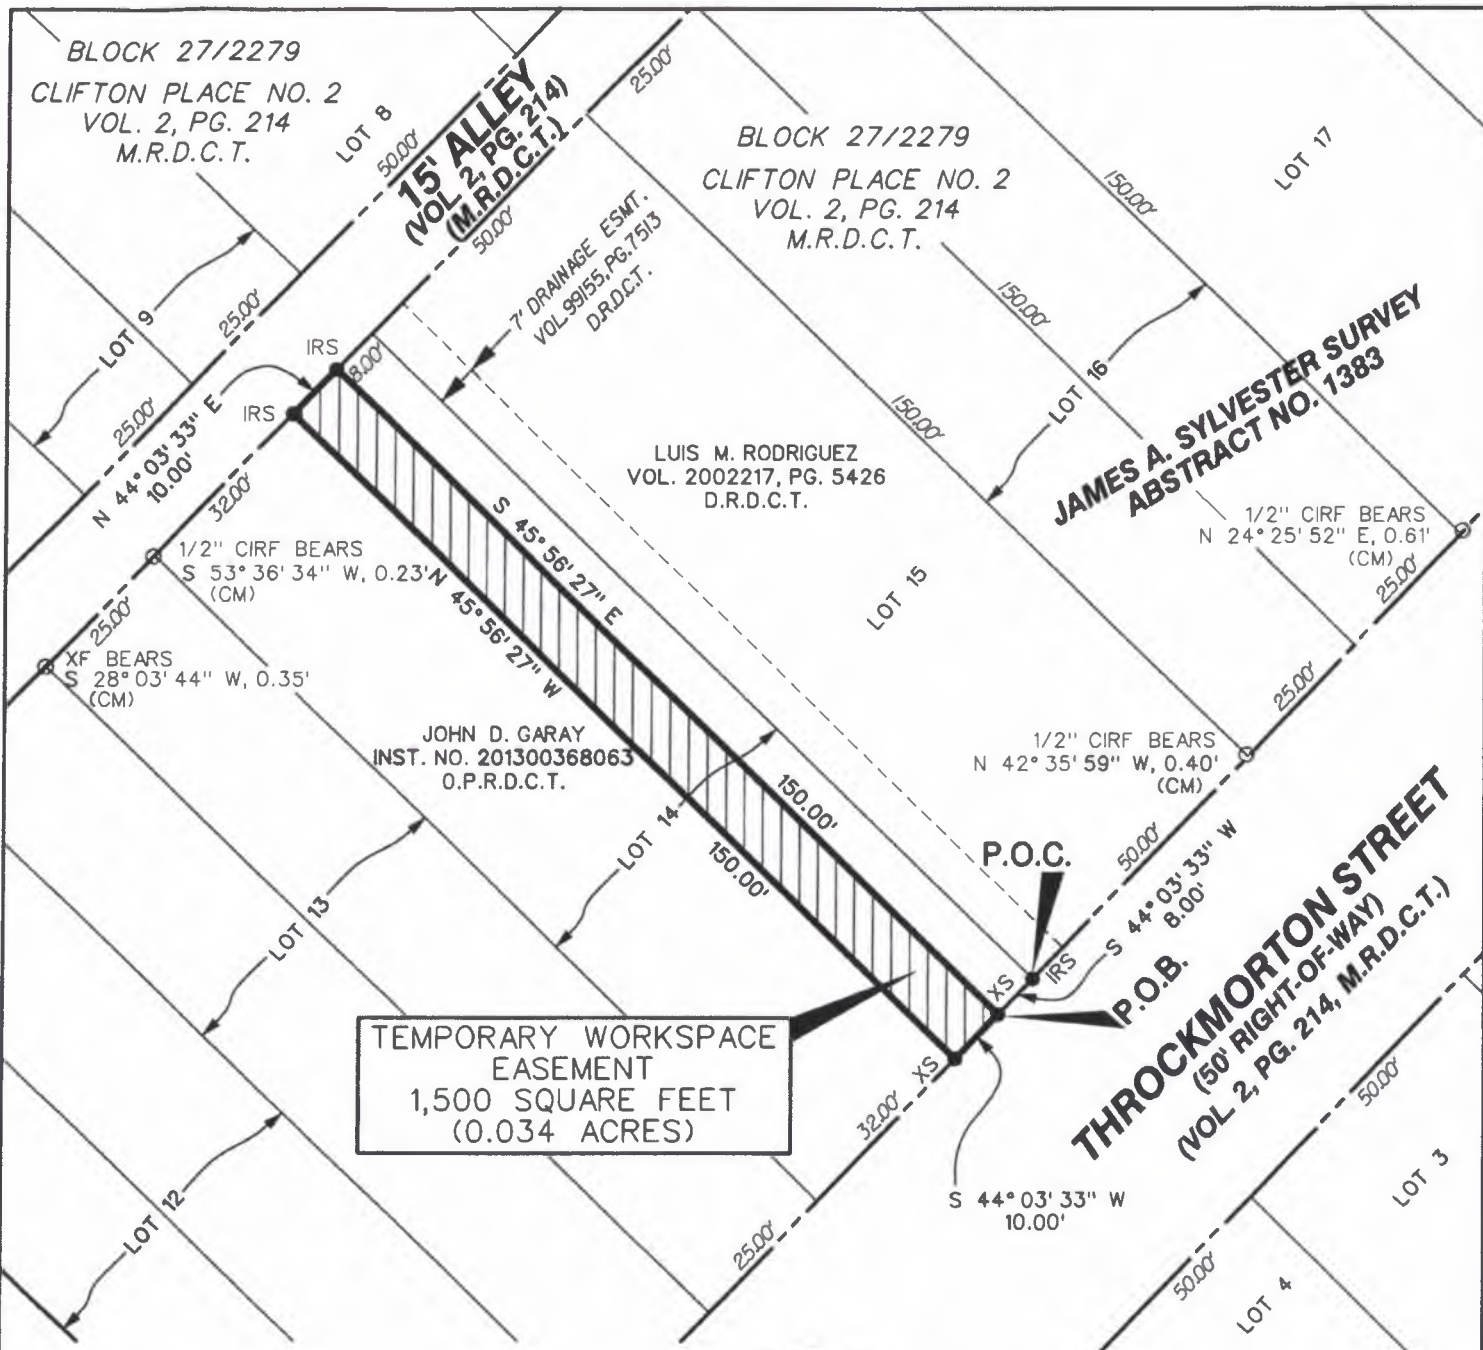 BLOCK 27/2279
CLIFTON PLACE NO. 2
VOL. 2, PG. 214
M.R.D.C.T.
LOT 8
50.00'
15' ALLEY
(VOL. 2, PG. 214)
(M.R.D.C.T.)
50.00'
25.00'
BLOCK 27/2279
CLIFTON PLACE NO. 2
VOL. 2, PG. 214
M.R.D.C.T.
LOT 17
150.00'
7' DRAINAGE ESMT.
VOL.99155,PG.7513
D.R.D.C.T.
LOT 9
25.00'
25.00'
150.00'
LOT 16
JAMES A. SYLVESTER SURVEY
ABSTRACT NO. 1383
IRS
8.00'
IRS
N 44° 03' 33" E
10.00'
32.00'
150.00'
LUIS M. RODRIGUEZ
VOL. 2002217, PG. 5426
D.R.D.C.T.
S 45° 56' 27" E
1/2" CIRF BEARS
N 24° 25' 52" E, 0.61'
(CM)
25.00'
1/2" CIRF BEARS
S 53° 36' 34" W, 0.23'
(CM)
N 45° 56' 27" W
LOT 15
25.00'
XF BEARS
S 28° 03' 44" W, 0.35'
(CM)
25.00'
JOHN D. GARAY
INST. NO. 201300368063
O.P.R.D.C.T.
1/2" CIRF BEARS
N 42° 35' 59" W, 0.40'
(CM)
150.00'
LOT 14
150.00'
50.00'
P.O.C.
S 44° 03' 33" W
8.00'
LOT 13
IRS
XS
P.O.B.
THROCKMORTON STREET
(50' RIGHT-OF-WAY)
(VOL. 2, PG. 214, M.R.D.C.T.)
TEMPORARY WORKSPACE
EASEMENT
1,500 SQUARE FEET
(0.034 ACRES)
XS
32.00'
50.00'
LOT 12
S 44° 03' 33" W
10.00'
LOT 3
25.00'
50.00'
LOT 4